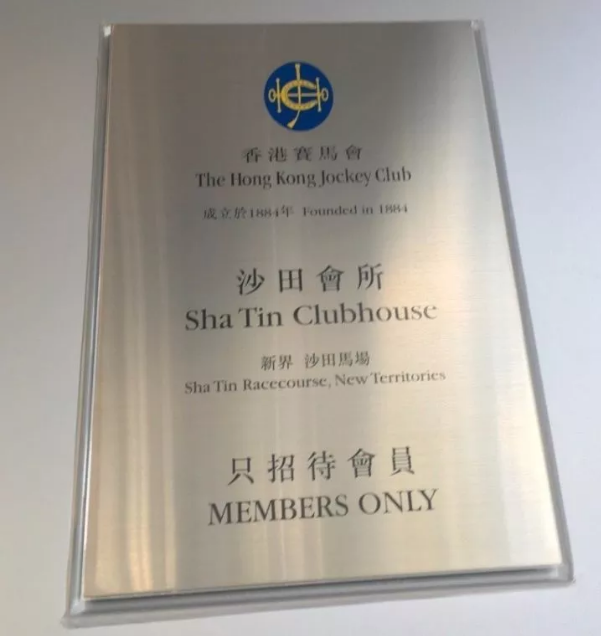 香港賽馬會
The Hong Kong Jockey Club
成立於1884年 Founded in 1884
沙田會所
Sha Tin Clubhouse
新界 沙田馬場
Sha Tin Racecourse, New Territories
只招待會員
MEMBERS ONLY